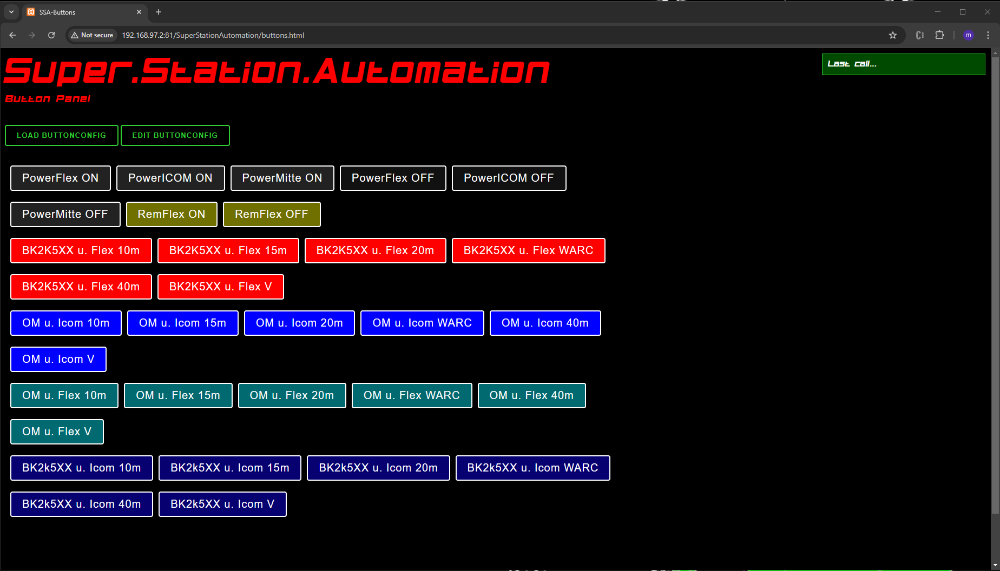 SSA-Buttons
Not secure
192.168.97.2:81/SuperStationAutomation/buttons.html
m
Super.Station.Automation
Last call...
Button Panel
LOAD BUTTONCONFIG EDIT BUTTONCONFIG
PowerFlex ON PowerICOM ON PowerMitte ON PowerFlex OFF PowerICOM OFF
PowerMitte OFF RemFlex ON RemFlex OFF
BK2K5XX u. Flex 10m BK2K5XX u. Flex 15m BK2K5XX u. Flex 20m BK2K5XX u. Flex WARC
BK2K5XX u. Flex 40m BK2K5XX u. Flex V
OM u. Icom 10m OM u. Icom 15m OM u. Icom 20m OM u. Icom WARC OM u. Icom 40m
OM u. Icom V
OM u. Flex 10m OM u. Flex 15m OM u. Flex 20m OM u. Flex WARC OM u. Flex 40m
OM u. Flex V
BK2k5XX u. Icom 10m BK2k5XX u. Icom 15m BK2k5XX u. Icom 20m BK2k5XX u. Icom WARC
BK2k5XX u. Icom 40m BK2k5XX u. Icom V